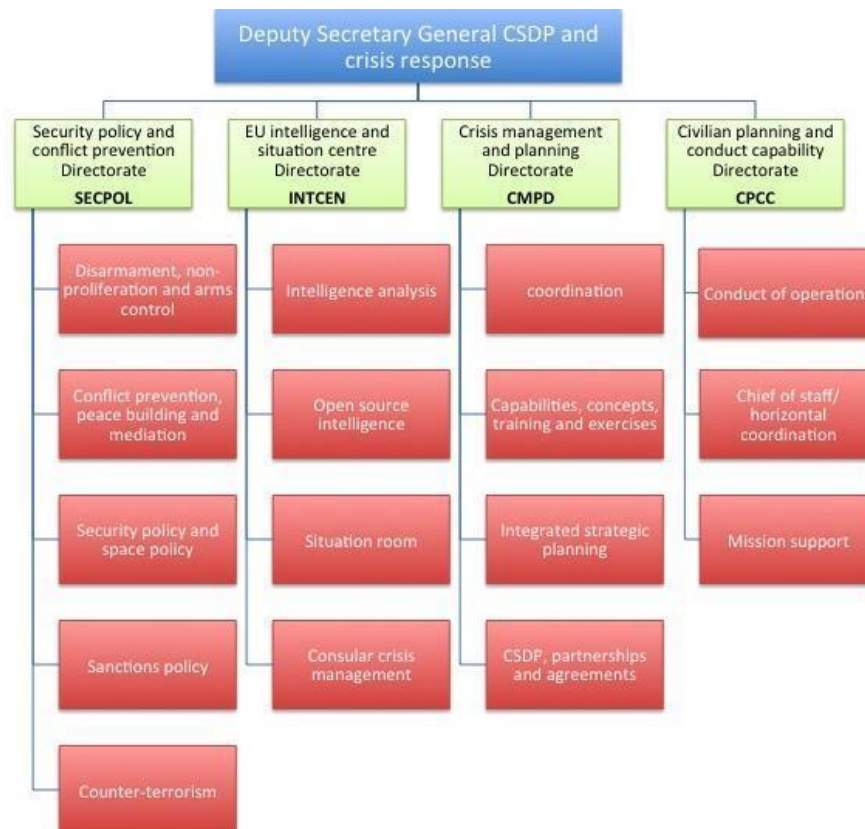 Deputy Secretary General CSDP and
crisis response
Security policy and
conflict prevention
Directorate
SECPOL
EU intelligence and
situation centre
Directorate
INTCEN
Crisis management
and planning
Directorate
CMPD
Civilian planning and
conduct capability
Directorate
CPCC
Disarmament, non-
proliferation and arms
control
Conflict prevention,
peace building and
mediation
Security policy and
space policy
Sanctions policy
Counter-terrorism
Intelligence analysis
Open source
intelligence
Situation room
Consular crisis
management
coordination
Capabilities, concepts,
training and exercises
Integrated strategic
planning
CSDP, partnerships
and agreements
Conduct of operation
Chief of staff/
horizontal
coordination
Mission support